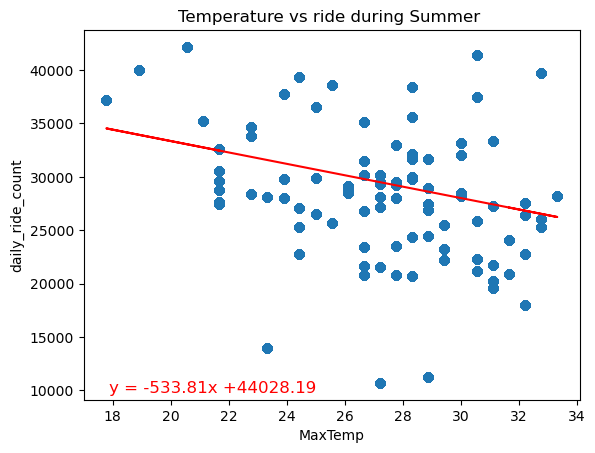 Temperature vs ride during Summer
daily_ride_count
40000
35000
30000
25000
20000
15000
10000
y = -533.81x +44028.19
18 20 22 24 26 28 30 32 34
MaxTemp